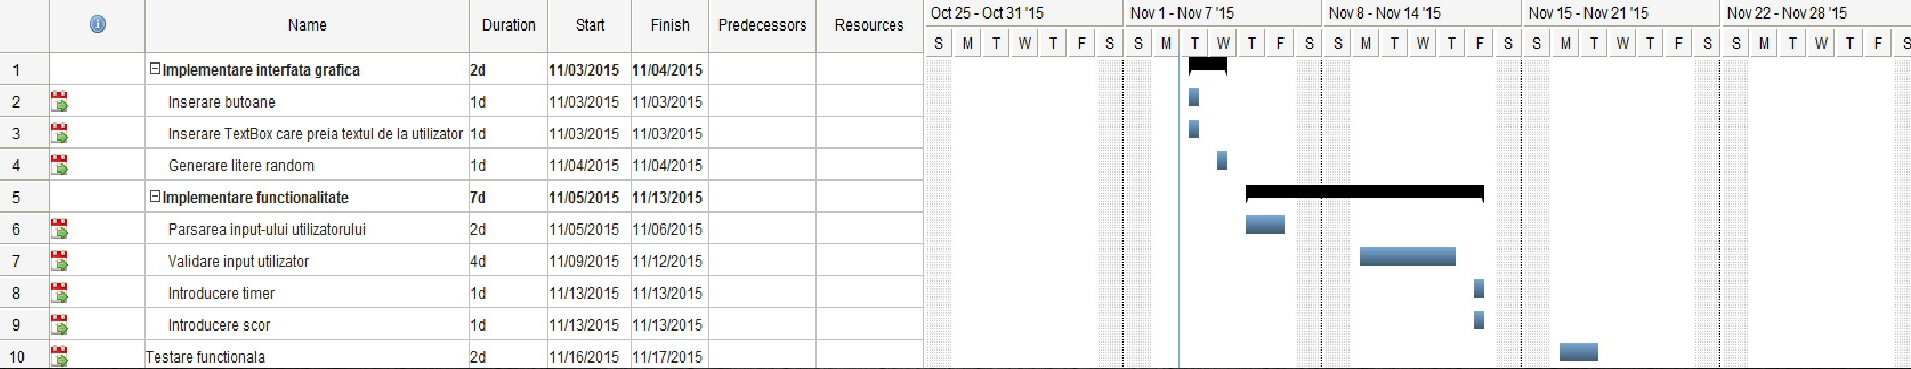 Name Duration Start Finish Predecessors Resources Oct 25 - Oct 31 '15 Nov 1 - Nov 7 '15 Nov 8 - Nov 14 '15 Nov 15 - Nov 21 '15 Nov 22 - Nov 28 '15
S M T W T F S S M T W T F S S M T W T F S S M T W T F S S M T W T F S
1 Implementare interfata grafica 2d 11/03/2015 11/04/2015
2 Inserare butoane 1d 11/03/2015 11/03/2015
3 Inserare TextBox care preia textul de la utilizator 1d 11/03/2015 11/03/2015
4 Generare litere random 1d 11/04/2015 11/04/2015
5 Implementare functionalitate 7d 11/05/2015 11/13/2015
6 Parsarea input-ului utilizatorului 2d 11/05/2015 11/06/2015
7 Validare input utilizator 4d 11/09/2015 11/12/2015
8 Introducere timer 1d 11/13/2015 11/13/2015
9 Introducere scor 1d 11/13/2015 11/13/2015
10 Testare functionala 2d 11/16/2015 11/17/2015